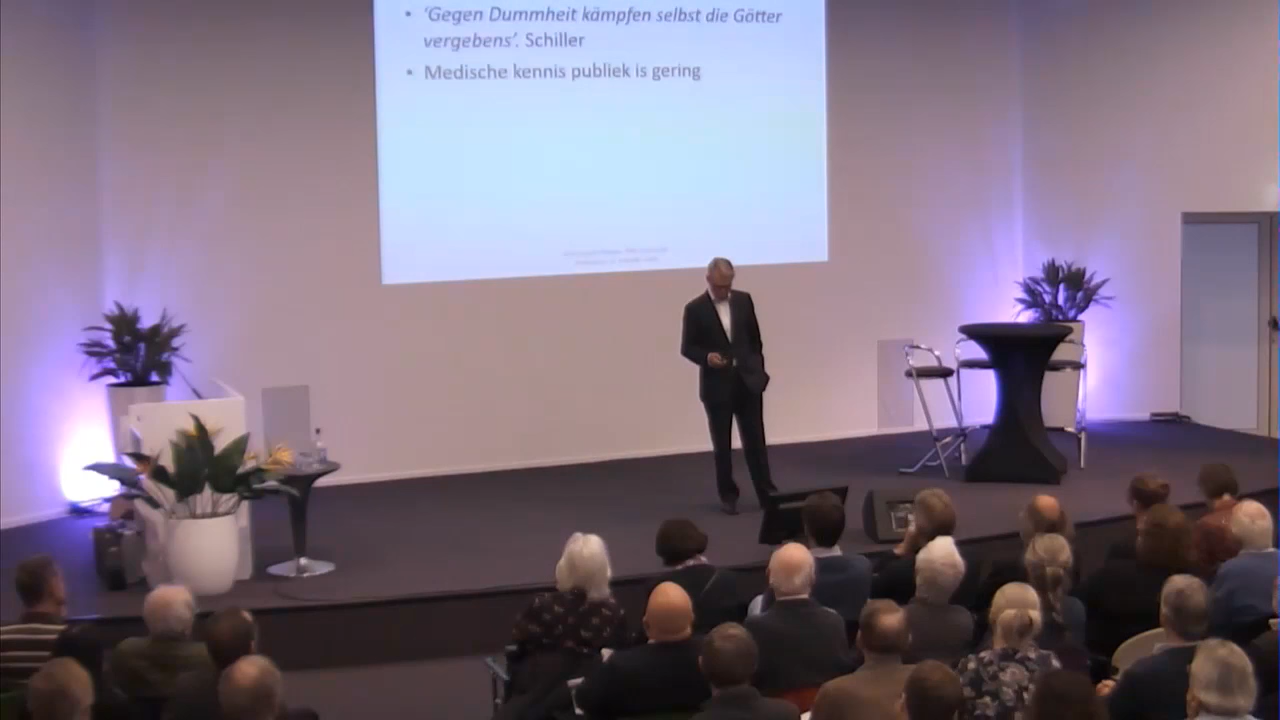 • ‘Gegen Dummheit kämpfen selbst die Götter
vergebens’. Schiller
• Medische kennis publiek is gering